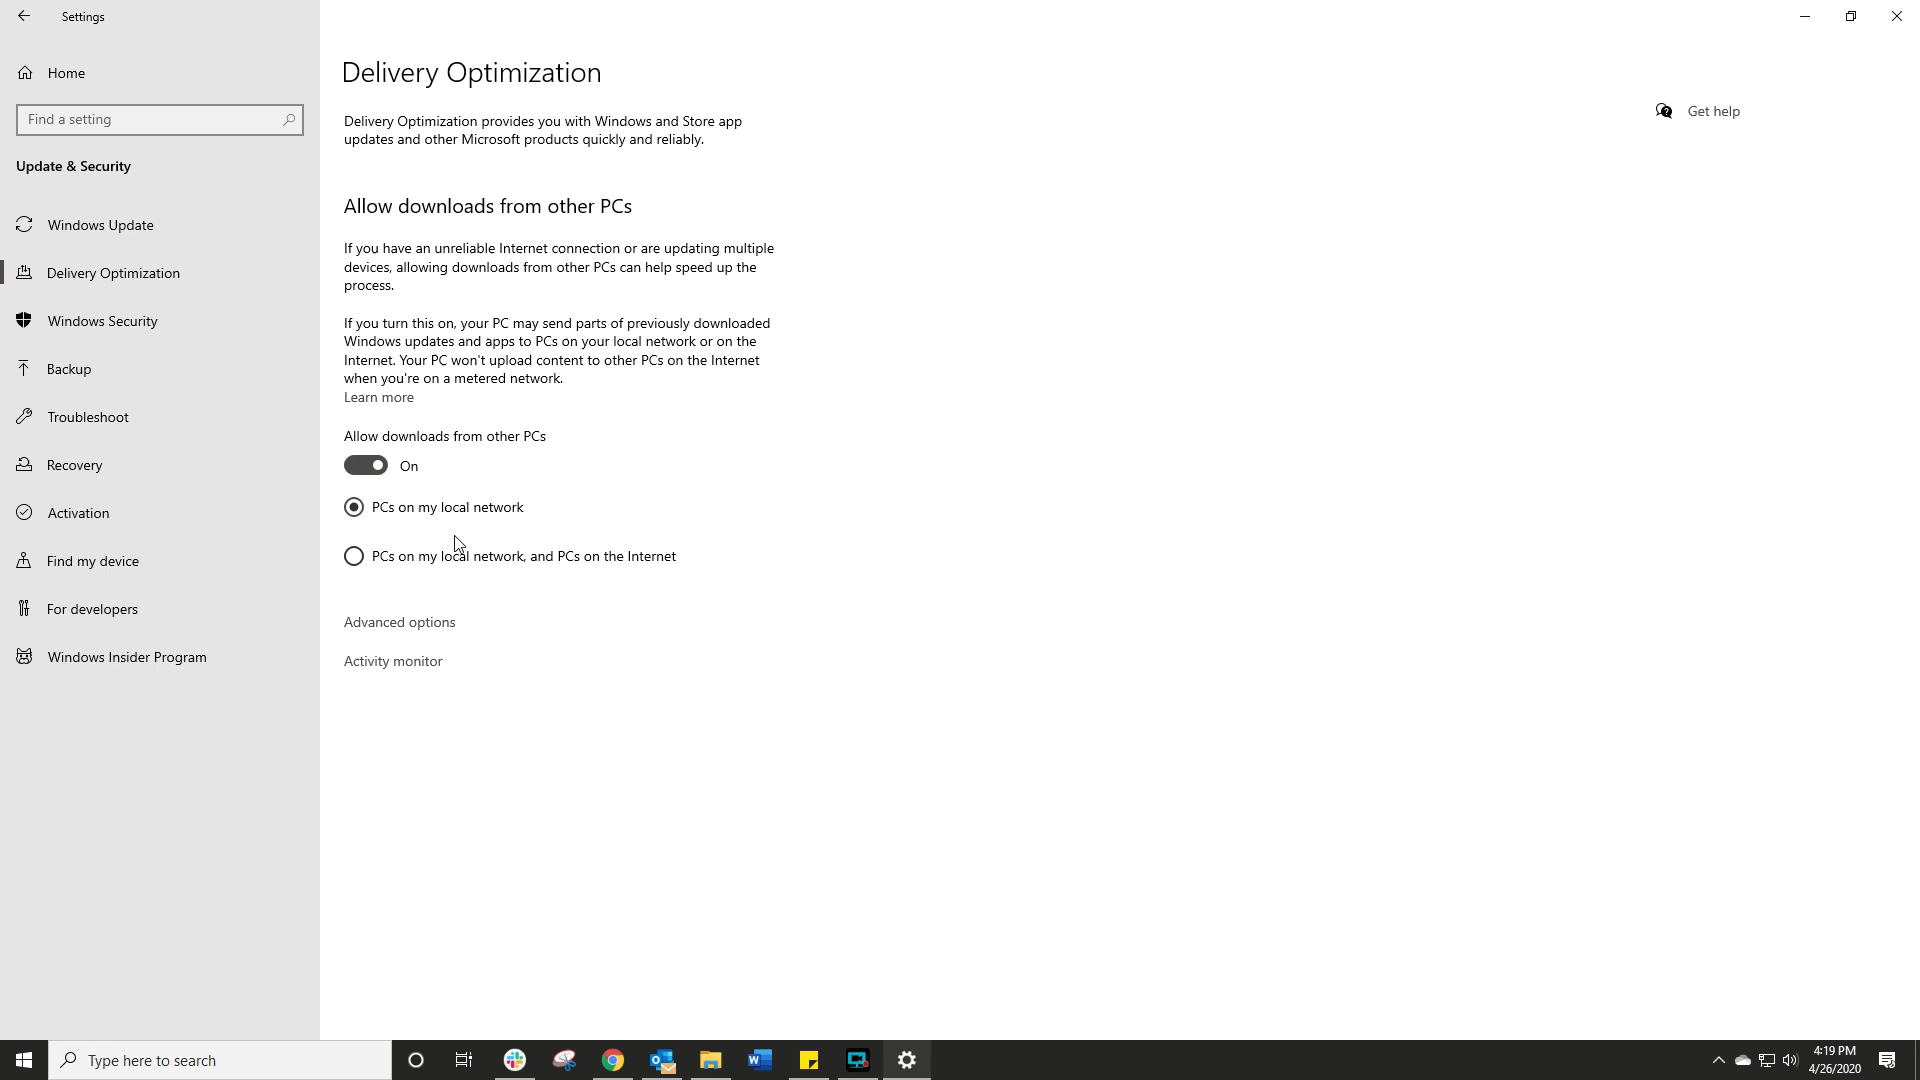 Settings
Home
Find a setting
Update & Security
Windows Update
Delivery Optimization
Windows Security
Backup
Troubleshoot
Recovery
Activation
Find my device
For developers
Windows Insider Program
Delivery Optimization
Delivery Optimization provides you with Windows and Store app
updates and other Microsoft products quickly and reliably.
Allow downloads from other PCs
If you have an unreliable Internet connection or are updating multiple
devices, allowing downloads from other PCs can help speed up the
process.
If you turn this on, your PC may send parts of previously downloaded
Windows updates and apps to PCs on your local network or on the
Internet. Your PC won't upload content to other PCs on the Internet
when you're on a metered network.
Learn more
Allow downloads from other PCs
On
PCs on my local network
PCs on my local network, and PCs on the Internet
Advanced options
Activity monitor
Get help
Type here to search
4:19 PM
4/26/2020